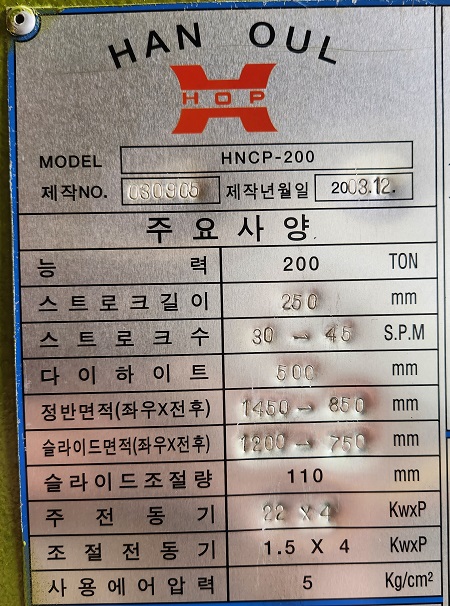 HAN OUL
HOP
MODEL HNCP-200
제작NO. 030905 제작년월일 2003.12.
주요사양
능력 200 TON
스트로크길이 250 mm
스트로크수 30 → 45 S.P.M
다이하이트 500 mm
정반면적(좌우X전후) 1450 → 850 mm
슬라이드면적(좌우X전후) 1200 → 750 mm
슬라이드조절량 110 mm
주전동기 22 X 4 KwxP
조절전동기 1.5 X 4 KwxP
사용에어압력 5 Kg/cm²